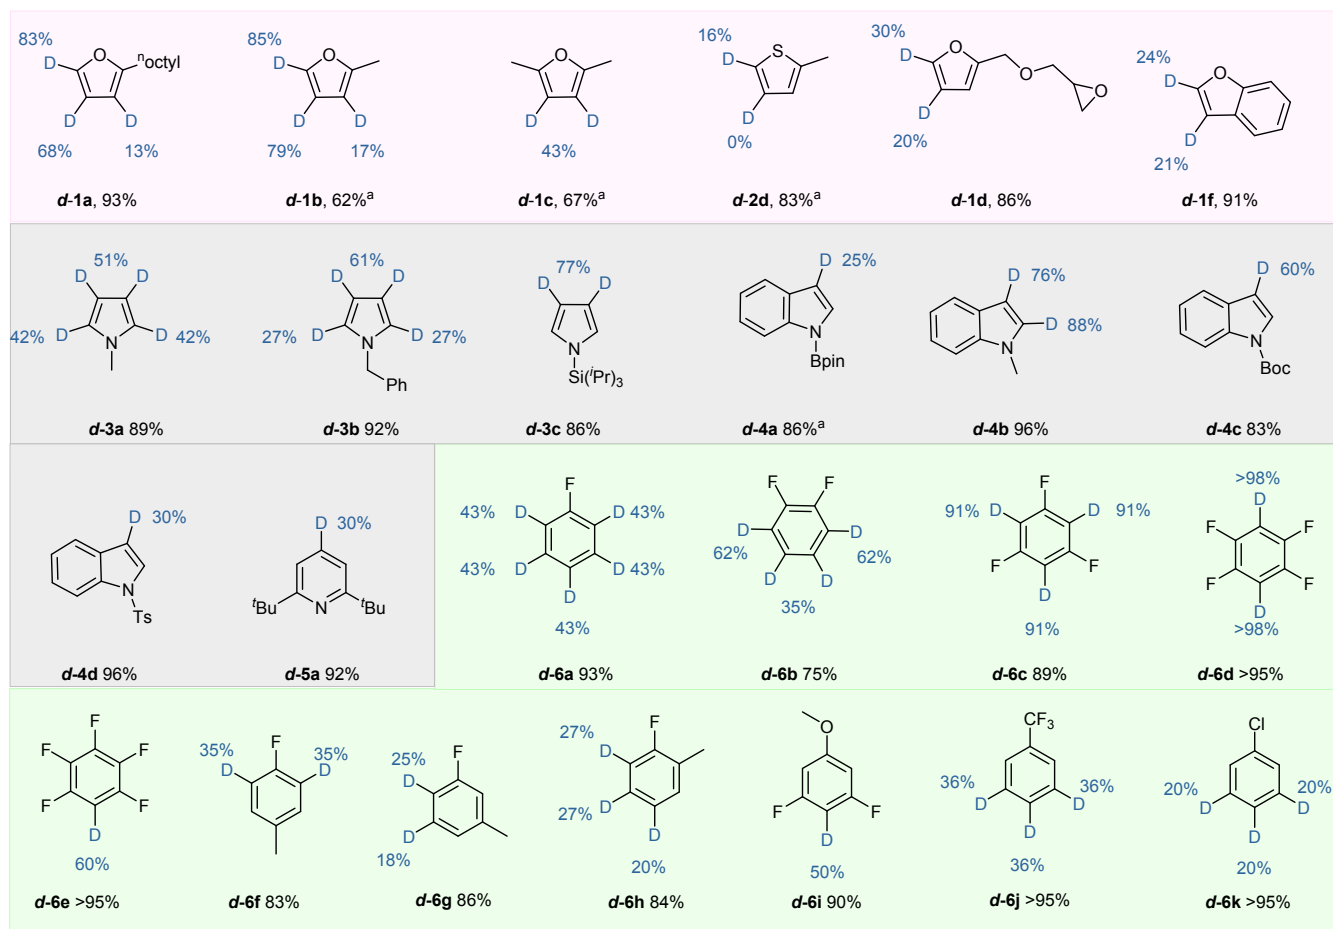 83%
D
O
ⁿoctyl
D
D
68%
13%
d-1a, 93%
85%
D
O
D
D
79%
17%
d-1b, 62%ᵃ
O
D
D
43%
d-1c, 67%ᵃ
16%
D
S
D
0%
d-2d, 83%ᵃ
30%
D
O
O
O
D
20%
d-1d, 86%
24%
D
O
D
21%
d-1f, 91%
51%
D
D
42%
D
D
42%
N
d-3a 89%
61%
D
D
27%
D
D
27%
N
Ph
d-3b 92%
77%
D
D
N
Si(ⁱPr)₃
d-3c 86%
D
25%
N
Bpin
d-4a 86%ᵃ
D
76%
D
88%
N
d-4b 96%
D
60%
N
Boc
d-4c 83%
D
30%
N
Ts
d-4d 96%
D
30%
ᵗBu
N
ᵗBu
d-5a 92%
F
43%
D
D
43%
43%
D
D
43%
D
43%
d-6a 93%
F
F
D
D
62%
62%
D
D
35%
d-6b 75%
F
91%
D
D
91%
F
F
D
91%
d-6c 89%
>98%
D
F
F
F
F
D
>98%
d-6d >95%
F
F
F
F
F
D
60%
d-6e >95%
35%
F
35%
D
D
d-6f 83%
F
25%
D
D
18%
d-6g 86%
F
27%
D
27%
D
D
20%
d-6h 84%
O
F
F
D
50%
d-6i 90%
CF₃
36%
36%
D
D
D
36%
d-6j >95%
Cl
20%
20%
D
D
D
20%
d-6k >95%